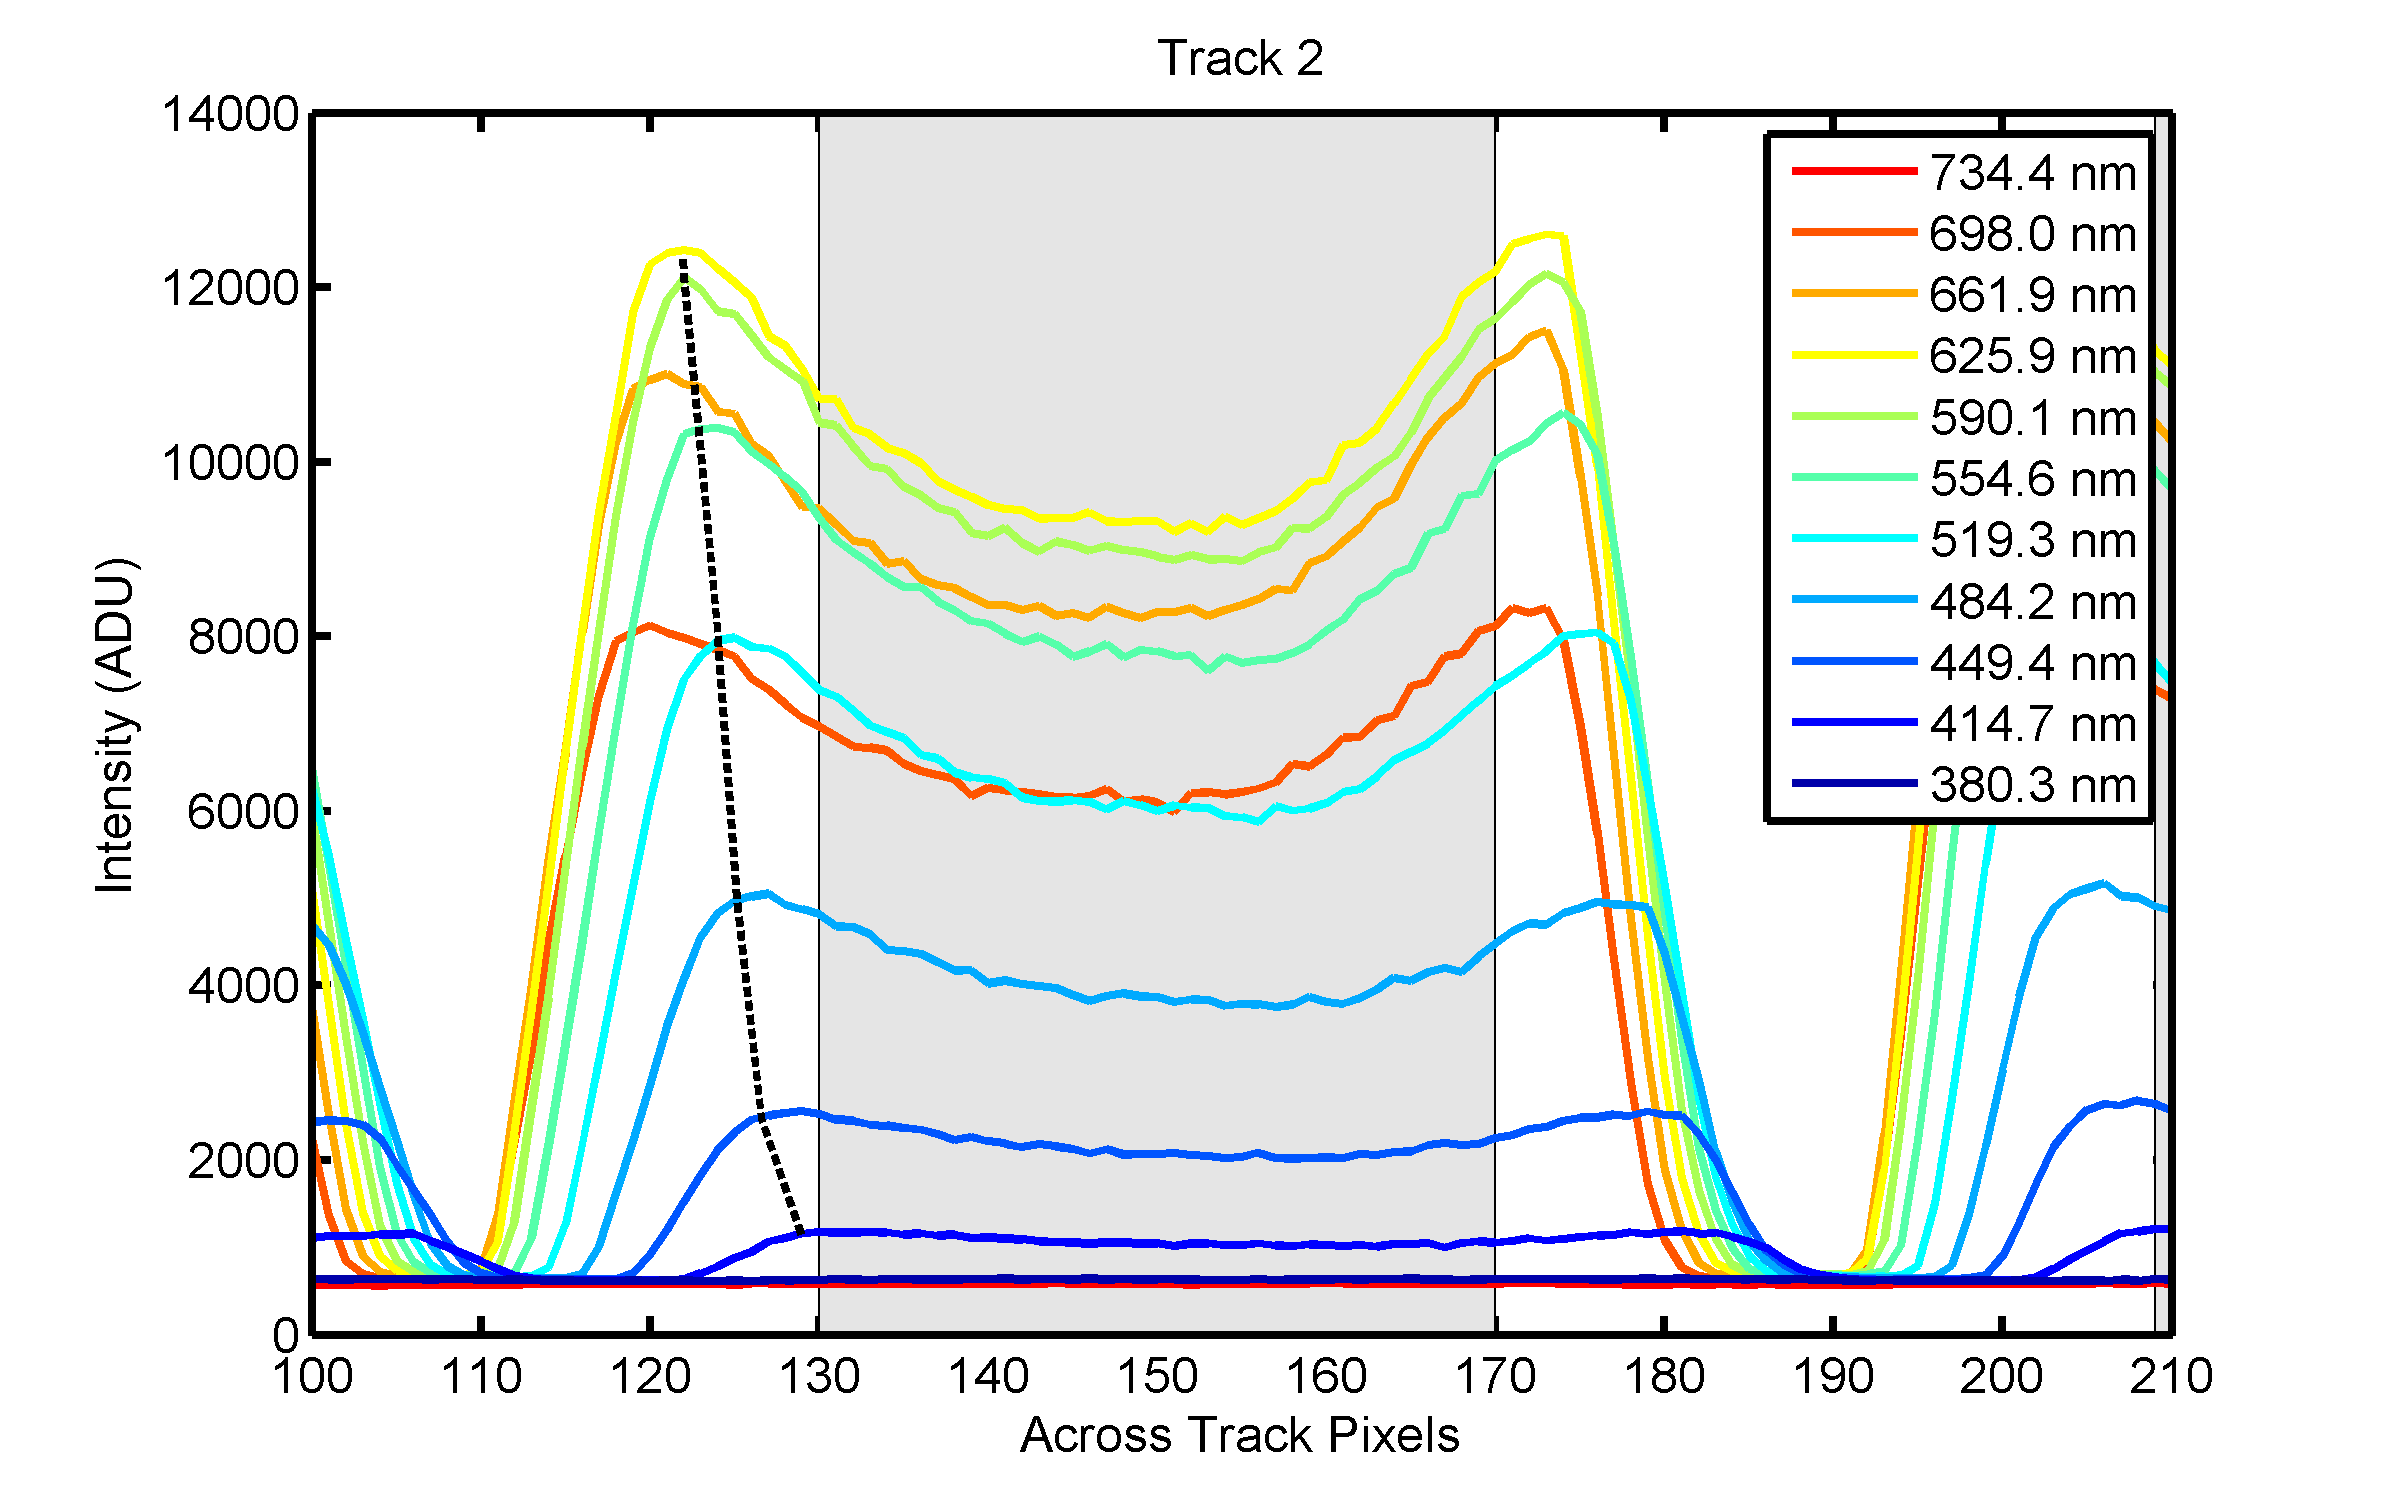 Track 2
14000
12000
10000
8000
6000
4000
2000
0
Intensity (ADU)
100 110 120 130 140 150 160 170 180 190 200 210
Across Track Pixels
734.4 nm
698.0 nm
661.9 nm
625.9 nm
590.1 nm
554.6 nm
519.3 nm
484.2 nm
449.4 nm
414.7 nm
380.3 nm